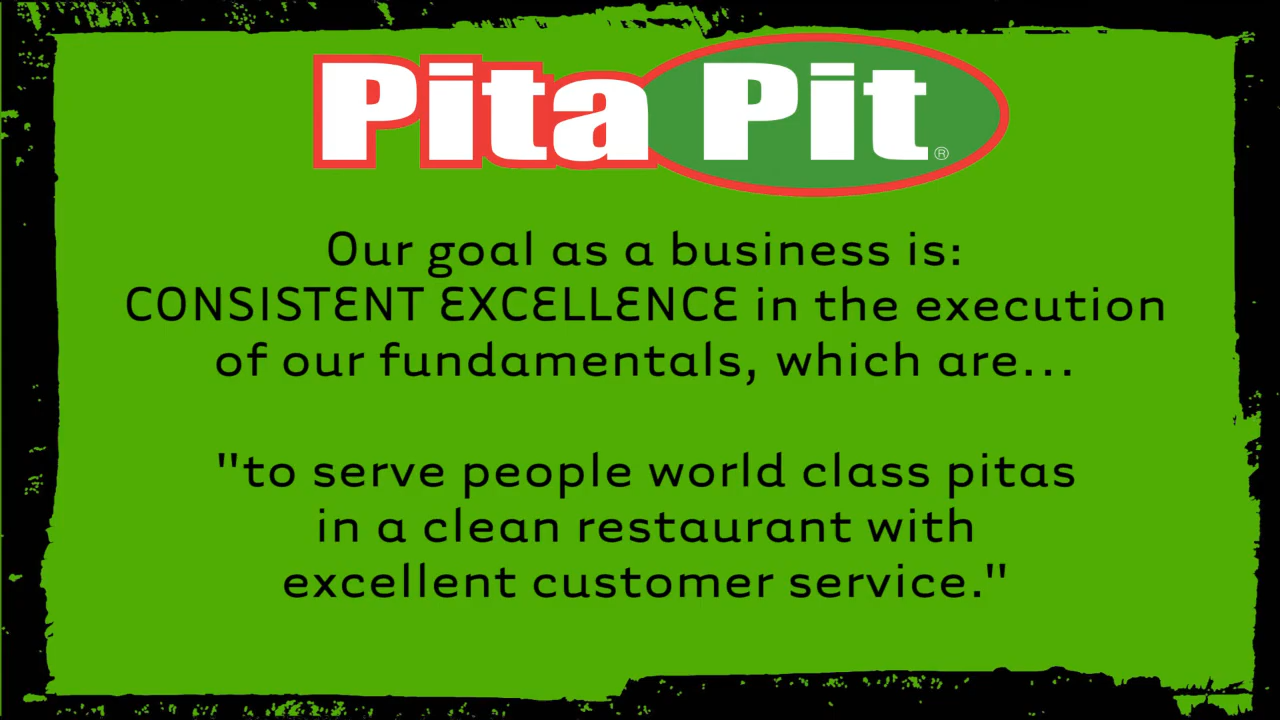 Pita Pit®
Our goal as a business is:
CONSISTENT EXCELLENCE in the execution
of our fundamentals, which are...
"to serve people world class pitas
in a clean restaurant with
excellent customer service."